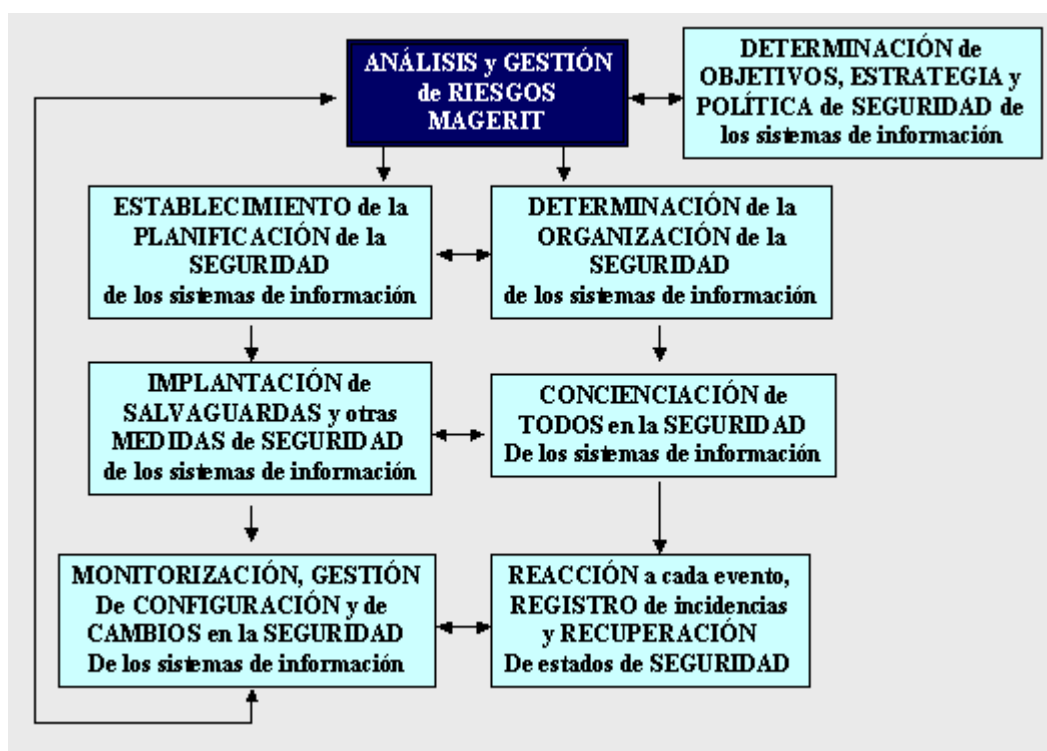 ANÁLISIS y GESTIÓN
de RIESGOS
MAGERIT
DETERMINACIÓN de
OBJETIVOS, ESTRATEGIA y
POLÍTICA de SEGURIDAD de
los sistemas de información
ESTABLECIMIENTO de la
PLANIFICACIÓN de la
SEGURIDAD
de los sistemas de información
DETERMINACIÓN de la
ORGANIZACIÓN de la
SEGURIDAD
de los sistemas de información
IMPLANTACIÓN de
SALVAGUARDAS y otras
MEDIDAS de SEGURIDAD
de los sistemas de información
CONCIENCIACIÓN de
TODOS en la SEGURIDAD
De los sistemas de información
MONITORIZACIÓN, GESTIÓN
De CONFIGURACIÓN y de
CAMBIOS en la SEGURIDAD
De los sistemas de información
REACCIÓN a cada evento,
REGISTRO de incidencias
y RECUPERACIÓN
De estados de SEGURIDAD